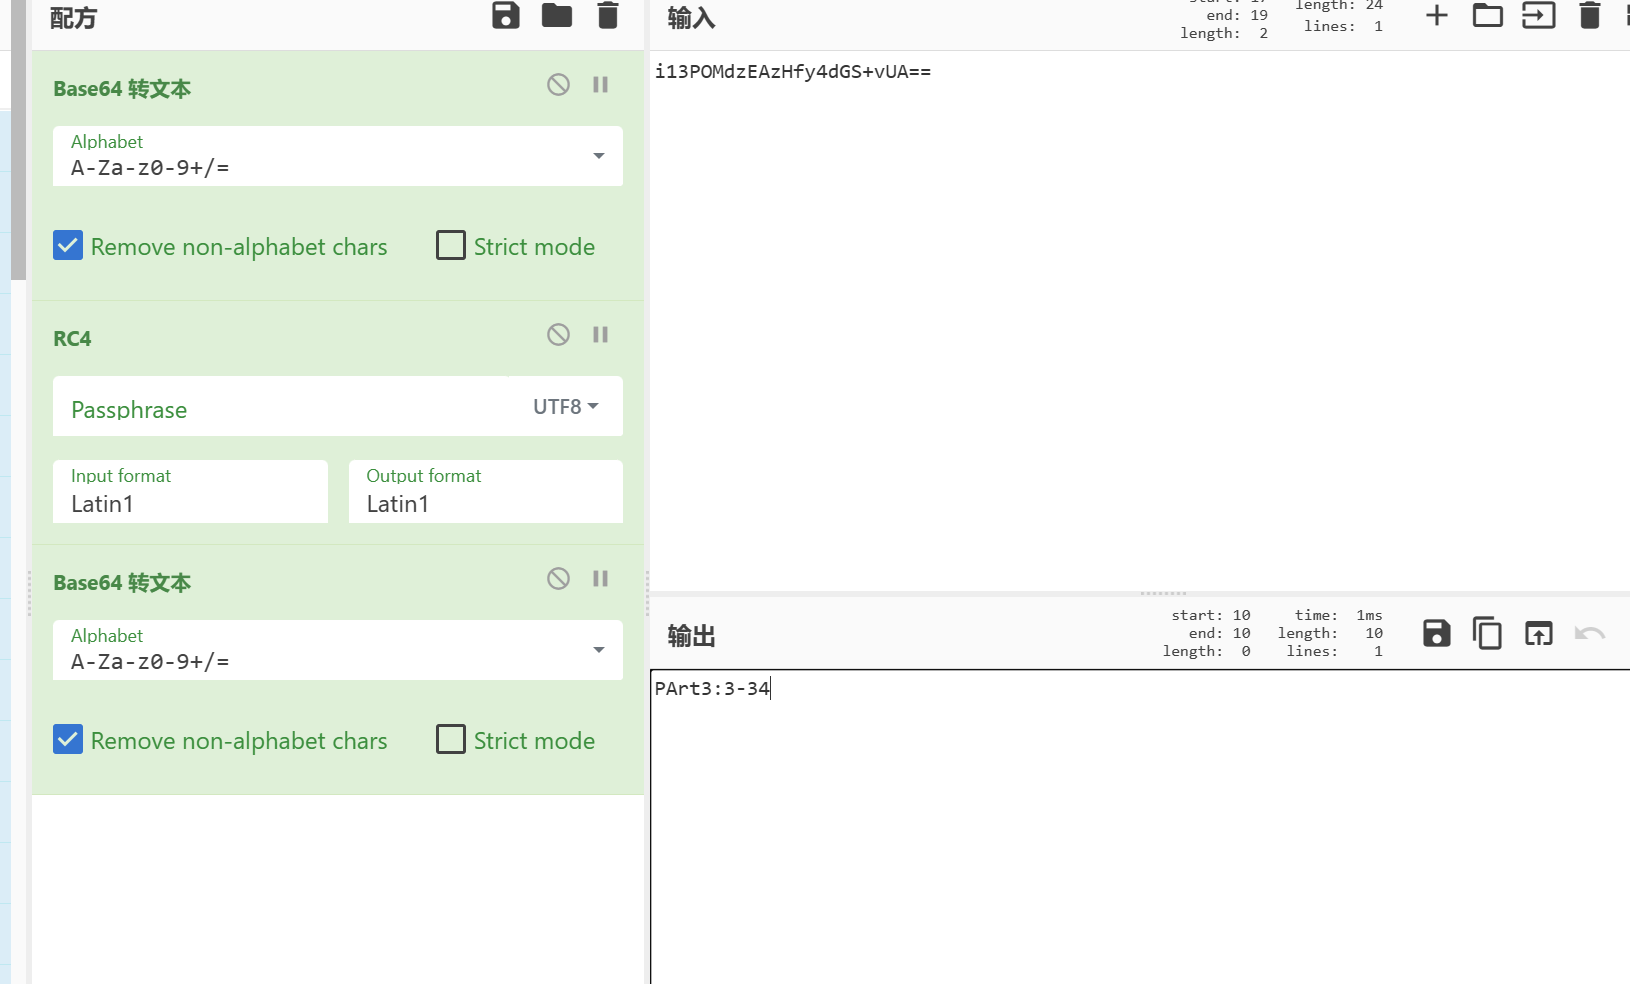 配方
Base64 转文本
Alphabet
A-Za-z0-9+/=
Remove non-alphabet chars
Strict mode
RC4
Passphrase
UTF8
Input format
Latin1
Output format
Latin1
Base64 转文本
Alphabet
A-Za-z0-9+/=
Remove non-alphabet chars
Strict mode
输入
end: 19
length: 2
length: 24
lines: 1
i13POMdzEAzHfy4dGS+vUA==
输出
start: 10
end: 10
length: 0
time: 1ms
length: 10
lines: 1
PArt3:3-34